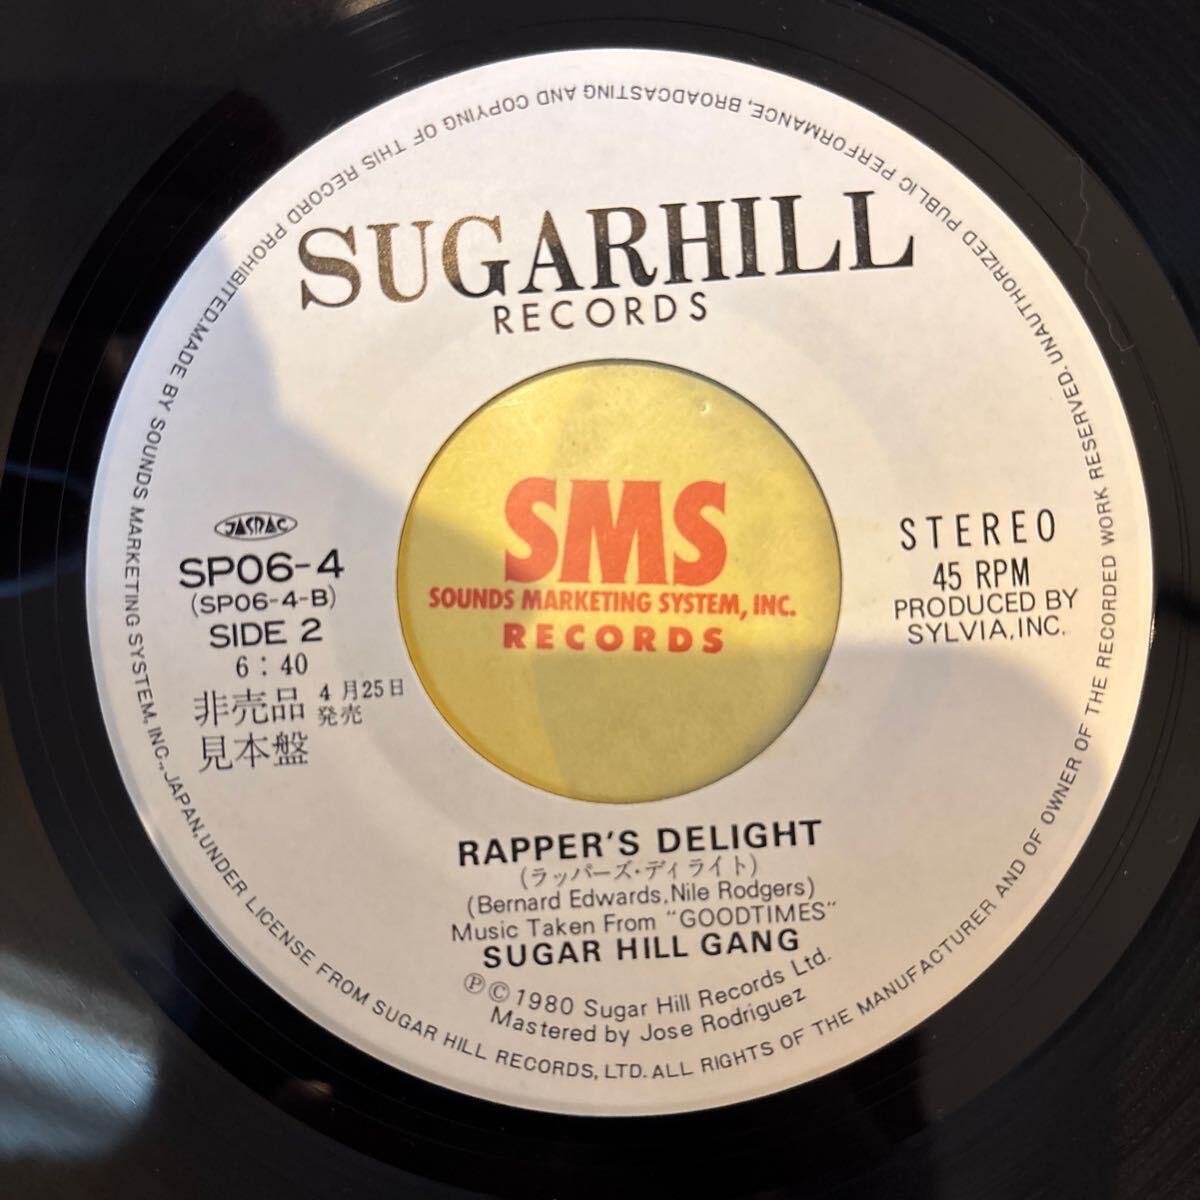 SUGARHILL
RECORDS
JASRAC
SP06-4
(SP06-4-B)
SIDE 2
6:40
非売品 4月25日
発売
見本盤
SMS
SOUNDS MARKETING SYSTEM, INC.
RECORDS
STEREO
45 RPM
PRODUCED BY
SYLVIA, INC.
RAPPER'S DELIGHT
(ラッパーズ・ディライト)
(Bernard Edwards, Nile Rodgers)
Music Taken From "GOODTIMES"
SUGAR HILL GANG
Ⓟ©1980 Sugar Hill Records Ltd.
Mastered by Jose Rodriguez
MADE BY SOUNDS MARKETING SYSTEM, INC., JAPAN, UNDER LICENSE FROM SUGAR HILL RECORDS, LTD. ALL RIGHTS OF THE MANUFACTURER AND OF OWNER OF THE RECORDED WORK RESERVED. UNAUTHORIZED PUBLIC PERFORMANCE, BROADCASTING AND COPYING OF THIS RECORD PROHIBITED.